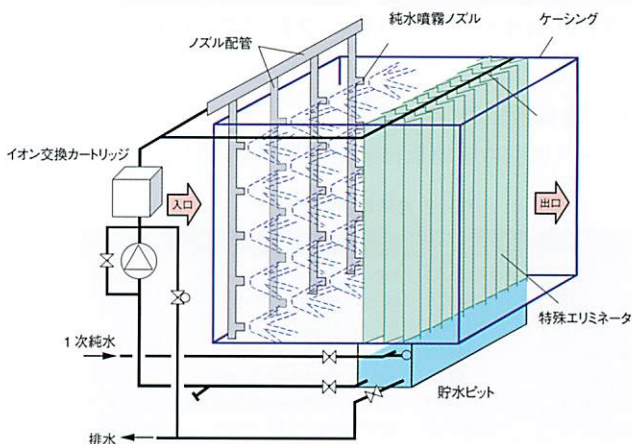 ノズル配管
純水噴霧ノズル
ケーシング
イオン交換カートリッジ
入口
出口
特殊エリミネータ
1次純水
貯水ピット
排水